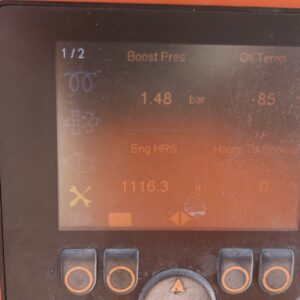 1/2
Boost Pres
Oil Temp
1.48 bar
85
Eng HRS
Hours To Service
1116.3 h
0